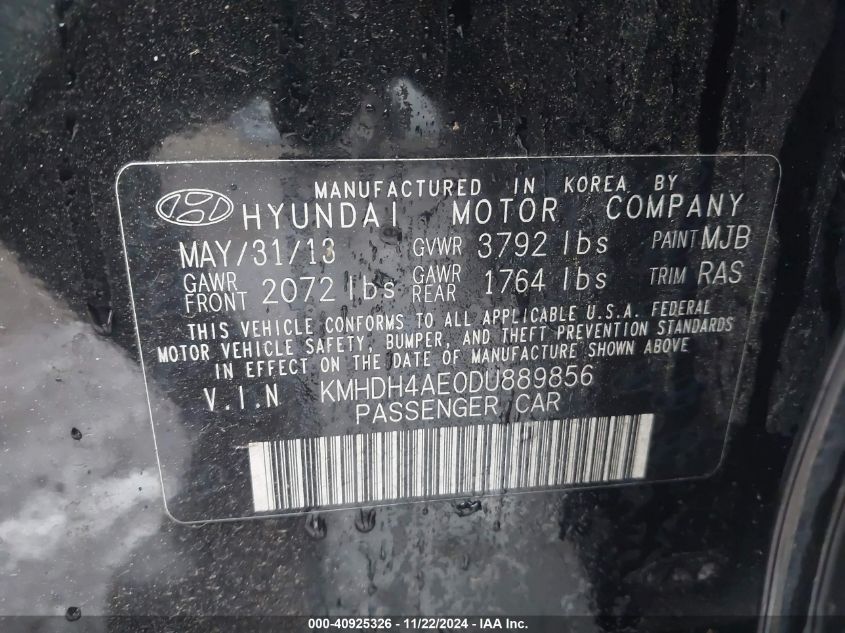 MANUFACTURED IN KOREA BY
HYUNDAI MOTOR COMPANY
MAY/31/13 GVWR 3792 lbs PAINT MJB
GAWR FRONT 2072 lbs GAWR REAR 1764 lbs TRIM RAS
THIS VEHICLE CONFORMS TO ALL APPLICABLE U.S.A. FEDERAL
MOTOR VEHICLE SAFETY, BUMPER, AND THEFT PREVENTION STANDARDS
IN EFFECT ON THE DATE OF MANUFACTURE SHOWN ABOVE
V.I.N KMHDH4AE0DU889856
PASSENGER CAR
000-40925326 - 11/22/2024 - IAA Inc.